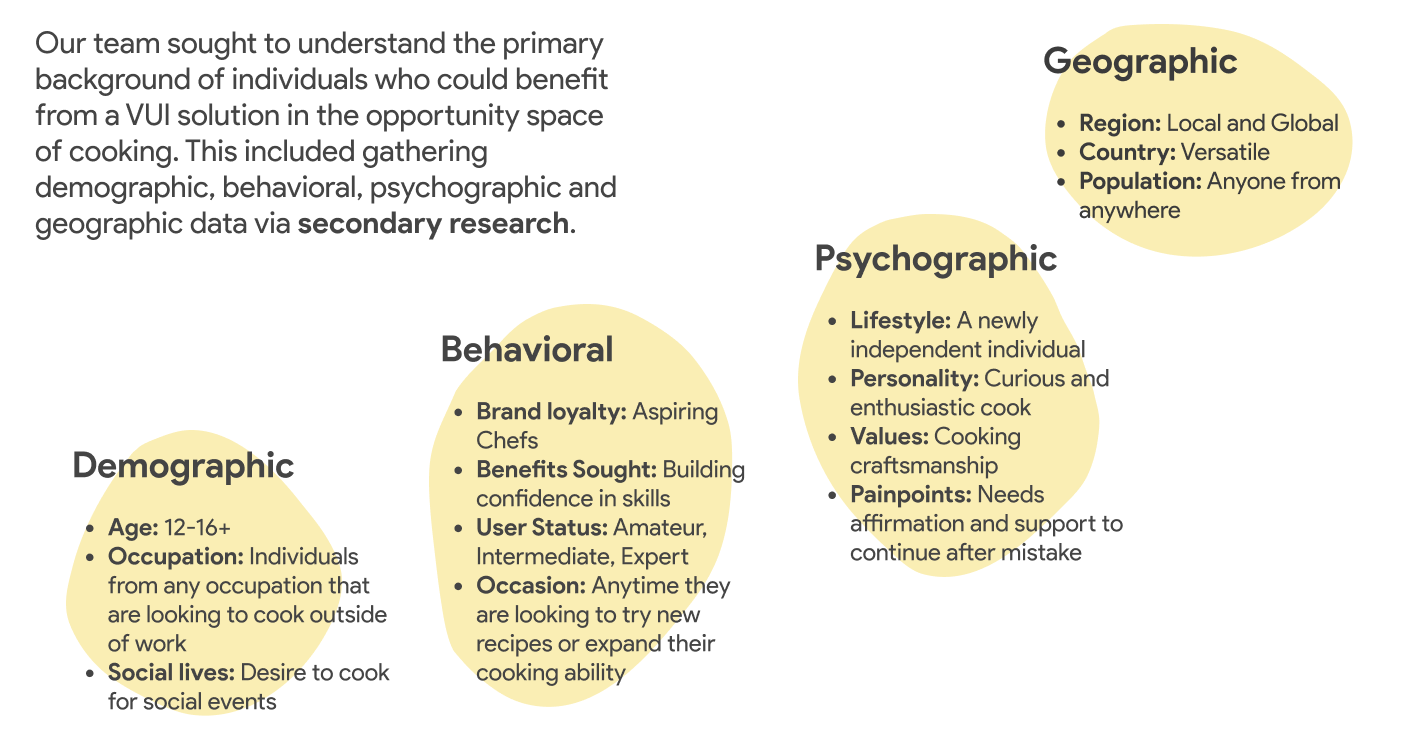 Our team sought to understand the primary
background of individuals who could benefit
from a VUI solution in the opportunity space
of cooking. This included gathering
demographic, behavioral, psychographic and
geographic data via secondary research.
Demographic
• Age: 12-16+
• Occupation: Individuals
from any occupation that
are looking to cook outside
of work
• Social lives: Desire to cook
for social events
Behavioral
• Brand loyalty: Aspiring
Chefs
• Benefits Sought: Building
confidence in skills
• User Status: Amateur,
Intermediate, Expert
• Occasion: Anytime they
are looking to try new
recipes or expand their
cooking ability
Psychographic
• Lifestyle: A newly
independent individual
• Personality: Curious and
enthusiastic cook
• Values: Cooking
craftsmanship
• Painpoints: Needs
affirmation and support to
continue after mistake
Geographic
• Region: Local and Global
• Country: Versatile
• Population: Anyone from
anywhere